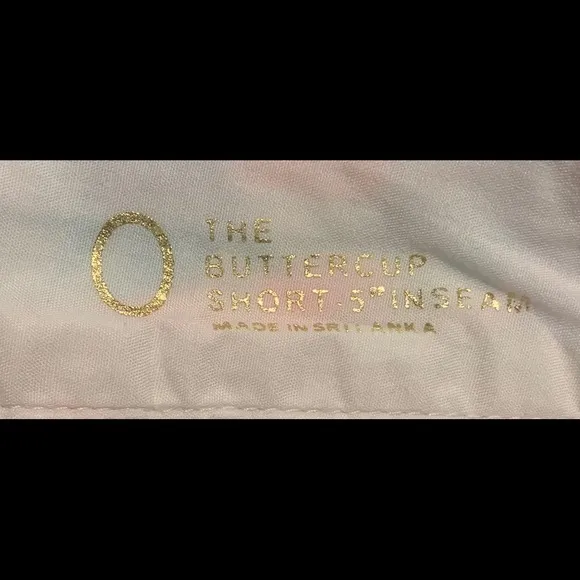 0
THE
BUTTERCUP
SHORT-5" INSEAM
MADE IN SRI LANKA